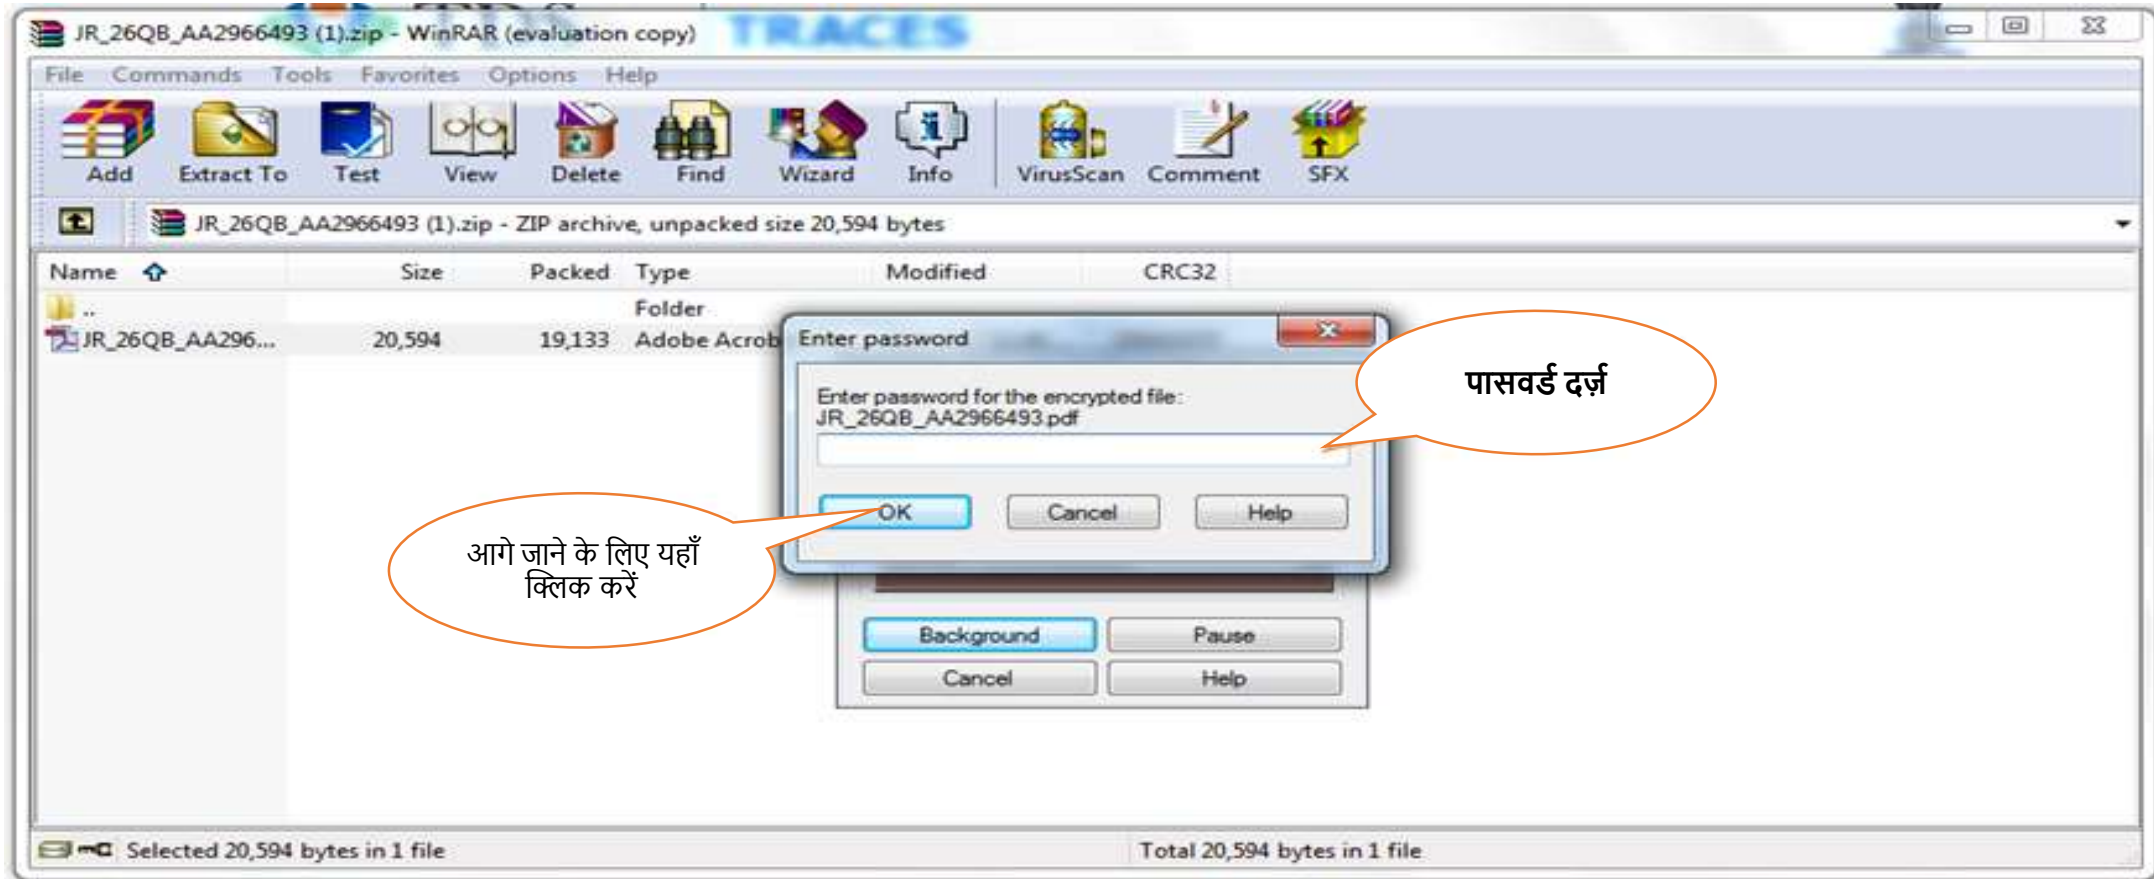 TRACES
JR_26QB_AA2966493 (1).zip - WinRAR (evaluation copy)
File Commands Tools Favorites Options Help
Add Extract To Test View Delete Find Wizard Info VirusScan Comment SFX
JR_26QB_AA2966493 (1).zip - ZIP archive, unpacked size 20,594 bytes
Name Size Packed Type Modified CRC32
.. Folder
JR_26QB_AA296... 20,594 19,133 Adobe Acrob
Enter password
Enter password for the encrypted file:
JR_26QB_AA2966493.pdf
पासवर्ड दर्ज़
OK Cancel Help
आगे जाने के लिए यहाँ
क्लिक करें
Background Pause
Cancel Help
Selected 20,594 bytes in 1 file Total 20,594 bytes in 1 file